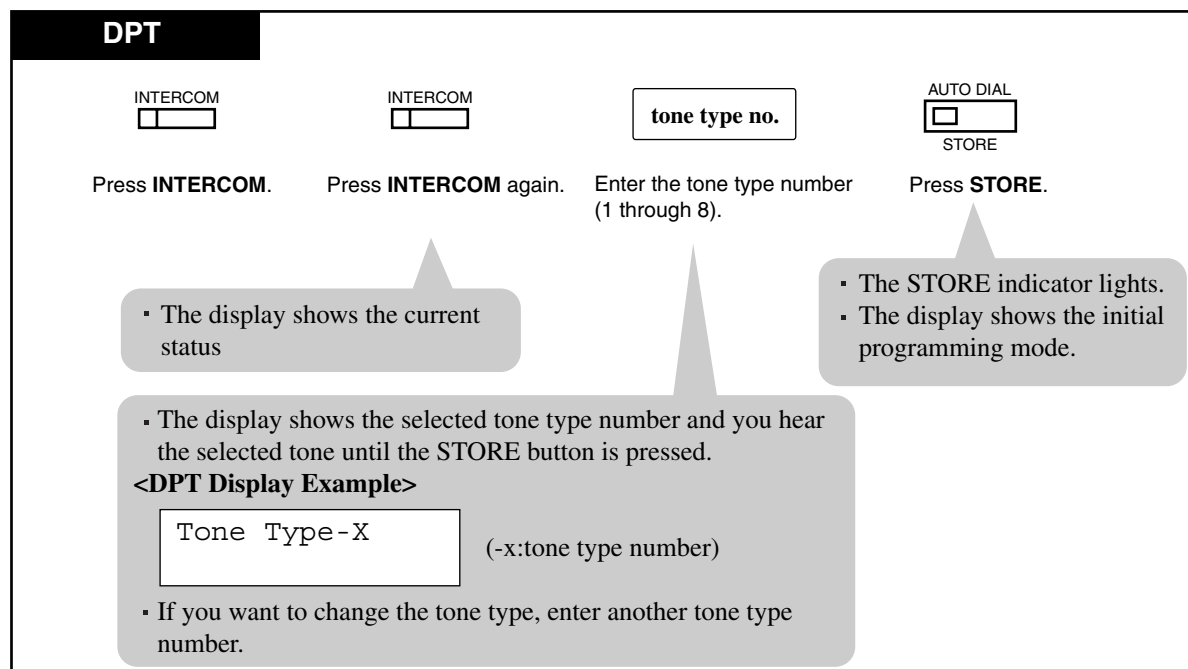 DPT
INTERCOM
INTERCOM
tone type no.
AUTO DIAL
STORE
Press INTERCOM.
Press INTERCOM again.
Enter the tone type number
(1 through 8).
Press STORE.
▪ The display shows the current
status
▪ The STORE indicator lights.
▪ The display shows the initial
programming mode.
▪ The display shows the selected tone type number and you hear
the selected tone until the STORE button is pressed.
<DPT Display Example>
Tone Type-X
(-x:tone type number)
▪ If you want to change the tone type, enter another tone type
number.